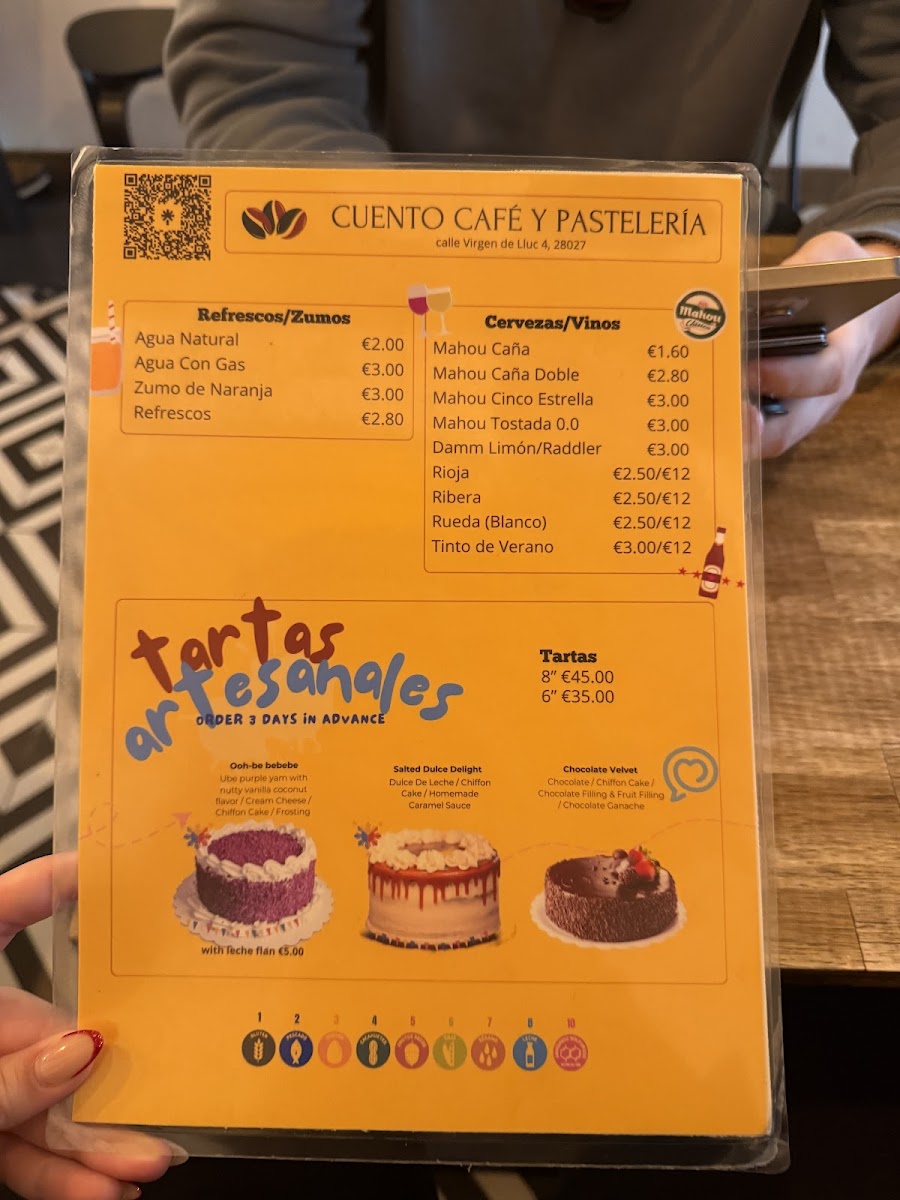 CUENTO CAFÉ Y PASTELERÍA
calle Virgen de Lluc 4, 28027
Refrescos/Zumos
Agua Natural €2.00
Agua Con Gas €3.00
Zumo de Naranja €3.00
Refrescos €2.80
Cervezas/Vinos
Mahou
Mahou Caña €1.60
Mahou Caña Doble €2.80
Mahou Cinco Estrella €3.00
Mahou Tostada 0.0 €3.00
Damm Limón/Raddler €3.00
Rioja €2.50/€12
Ribera €2.50/€12
Rueda (Blanco) €2.50/€12
Tinto de Verano €3.00/€12
tartas
artesanales
ORDER 3 DAYS IN ADVANCE
Tartas
8” €45.00
6” €35.00
Ooh-be bebebe
Ube purple yam with
nutty vanilla coconut
flavor / Cream Cheese /
Chiffon Cake / Frosting
with leche flan €5.00
Salted Dulce Delight
Dulce De Leche / Chiffon
Cake / Homemade
Caramel Sauce
Chocolate Velvet
Chocolate / Chiffon Cake /
Chocolate Filling & Fruit Filling
/ Chocolate Ganache
1 2 3 4 5 6 7 8 10
GLUTEN PESCADO CACAHUETES LECHE